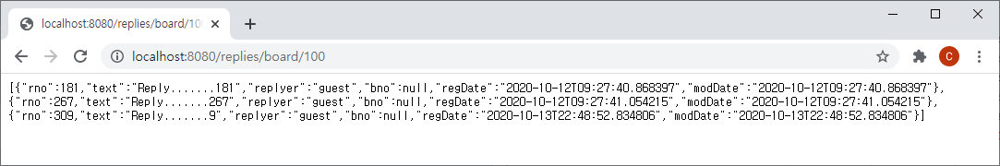 localhost:8080/replies/board/100
localhost:8080/replies/board/100
C
[{"rno":181,"text":"Reply.......181","replyer":"guest","bno":null,"regDate":"2020-10-12T09:27:40.868397","modDate":"2020-10-12T09:27:40.868397"},
{"rno":267,"text":"Reply.......267","replyer":"guest","bno":null,"regDate":"2020-10-12T09:27:41.054215","modDate":"2020-10-12T09:27:41.054215"},
{"rno":309,"text":"Reply.......9","replyer":"guest","bno":null,"regDate":"2020-10-13T22:48:52.834806","modDate":"2020-10-13T22:48:52.834806"}]